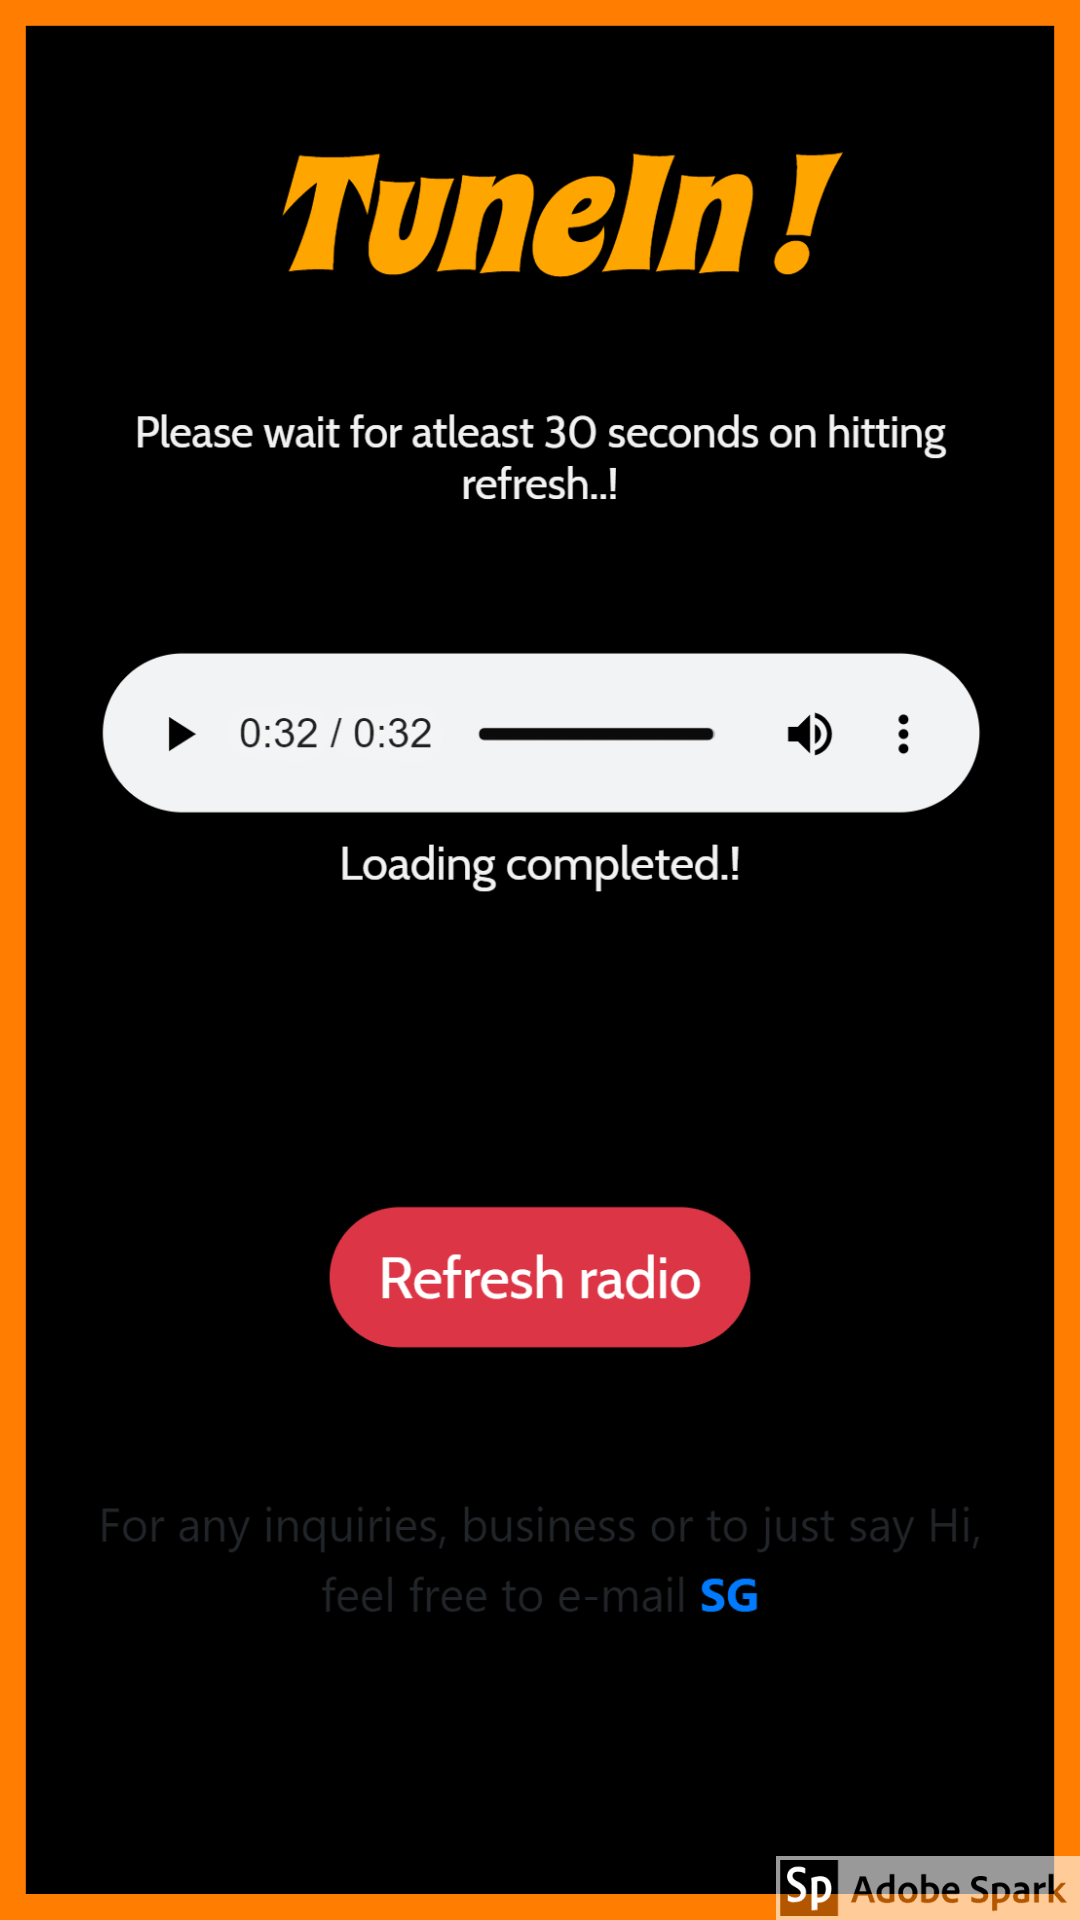 TuneIn!
Please wait for atleast 30 seconds on hitting
refresh..!
0:32 / 0:32
Loading completed.!
Refresh radio
For any inquiries, business or to just say Hi,
feel free to e-mail SG
Sp Adobe Spark